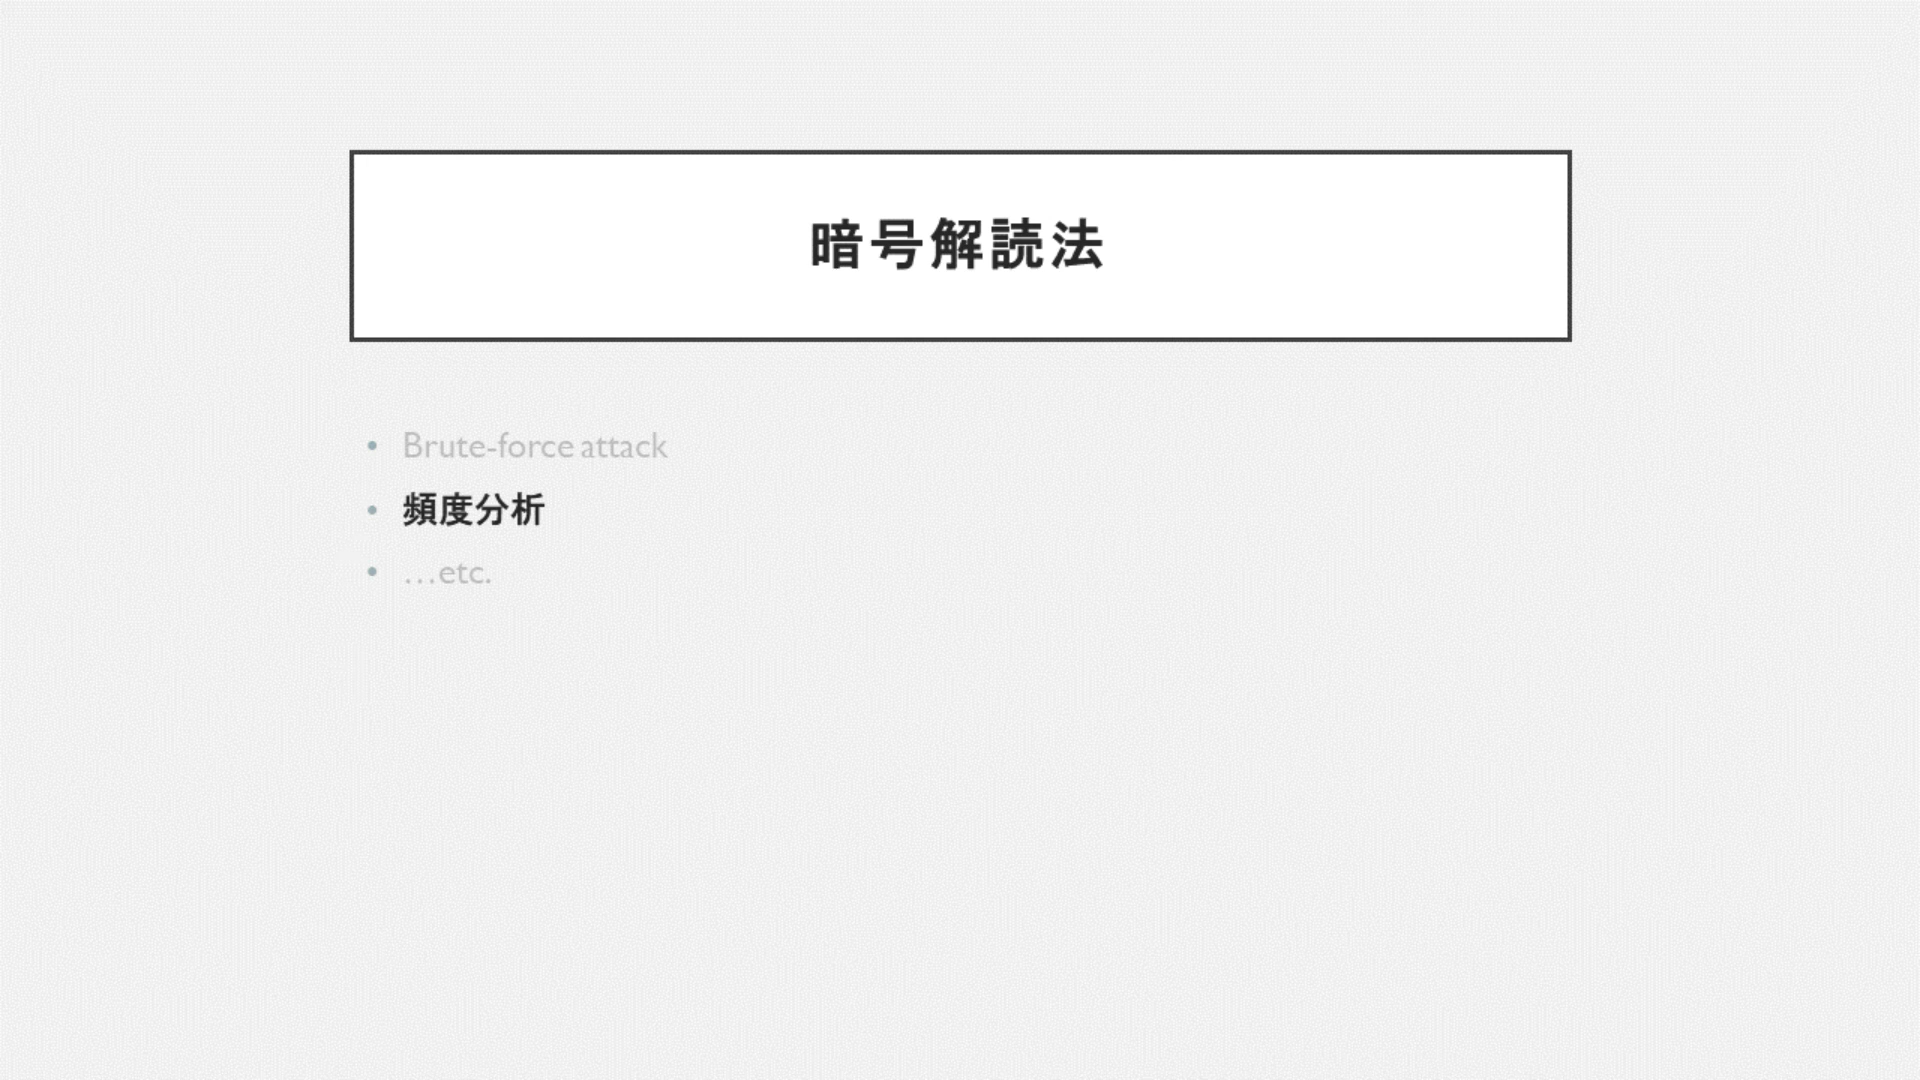 暗号解読法
• Brute-force attack
• 頻度分析
• …etc.